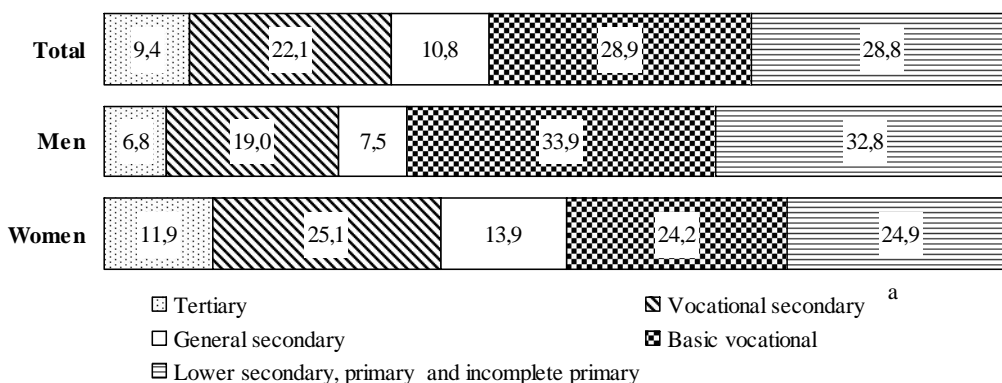 Total 9,4 22,1 10,8 28,9 28,8
Men 6,8 19,0 7,5 33,9 32,8
Women 11,9 25,1 13,9 24,2 24,9
Tertiary Vocational secondary a
General secondary Basic vocational
Lower secondary, primary and incomplete primary